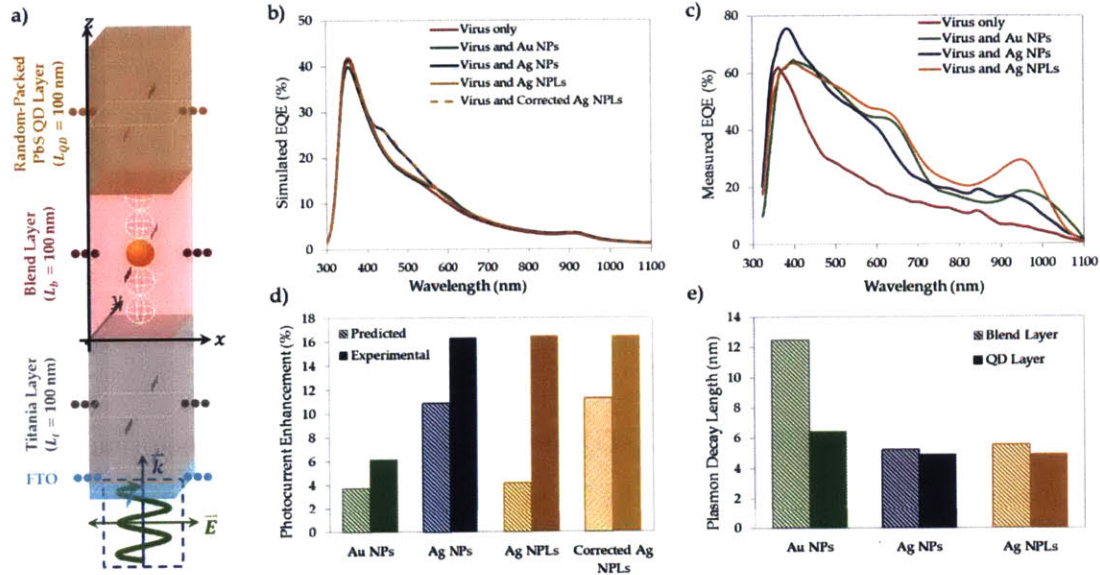 a)
z
Random-Packed
PbS QD Layer
(L_QD = 100 nm)
Blend Layer
(L_b = 100 nm)
y
x
Titania Layer
(L_t = 100 nm)
FTO
k
E
b)
Virus only
Virus and Au NPs
Virus and Ag NPs
Virus and Ag NPLs
Virus and Corrected Ag NPLs
Simulated EQE (%)
50
40
30
20
10
0
300 400 500 600 700 800 900 1000 1100
Wavelength (nm)
c)
Virus only
Virus and Au NPs
Virus and Ag NPs
Virus and Ag NPLs
Measured EQE (%)
80
60
40
20
0
300 400 500 600 700 800 900 1000 1100
Wavelength (nm)
d)
Predicted
Experimental
Photocurrent Enhancement (%)
18
16
14
12
10
8
6
4
2
0
Au NPs Ag NPs Ag NPLs Corrected Ag
NPLs
e)
Blend Layer
QD Layer
Plasmon Decay Length (nm)
14
12
10
8
6
4
2
0
Au NPs Ag NPs Ag NPLs